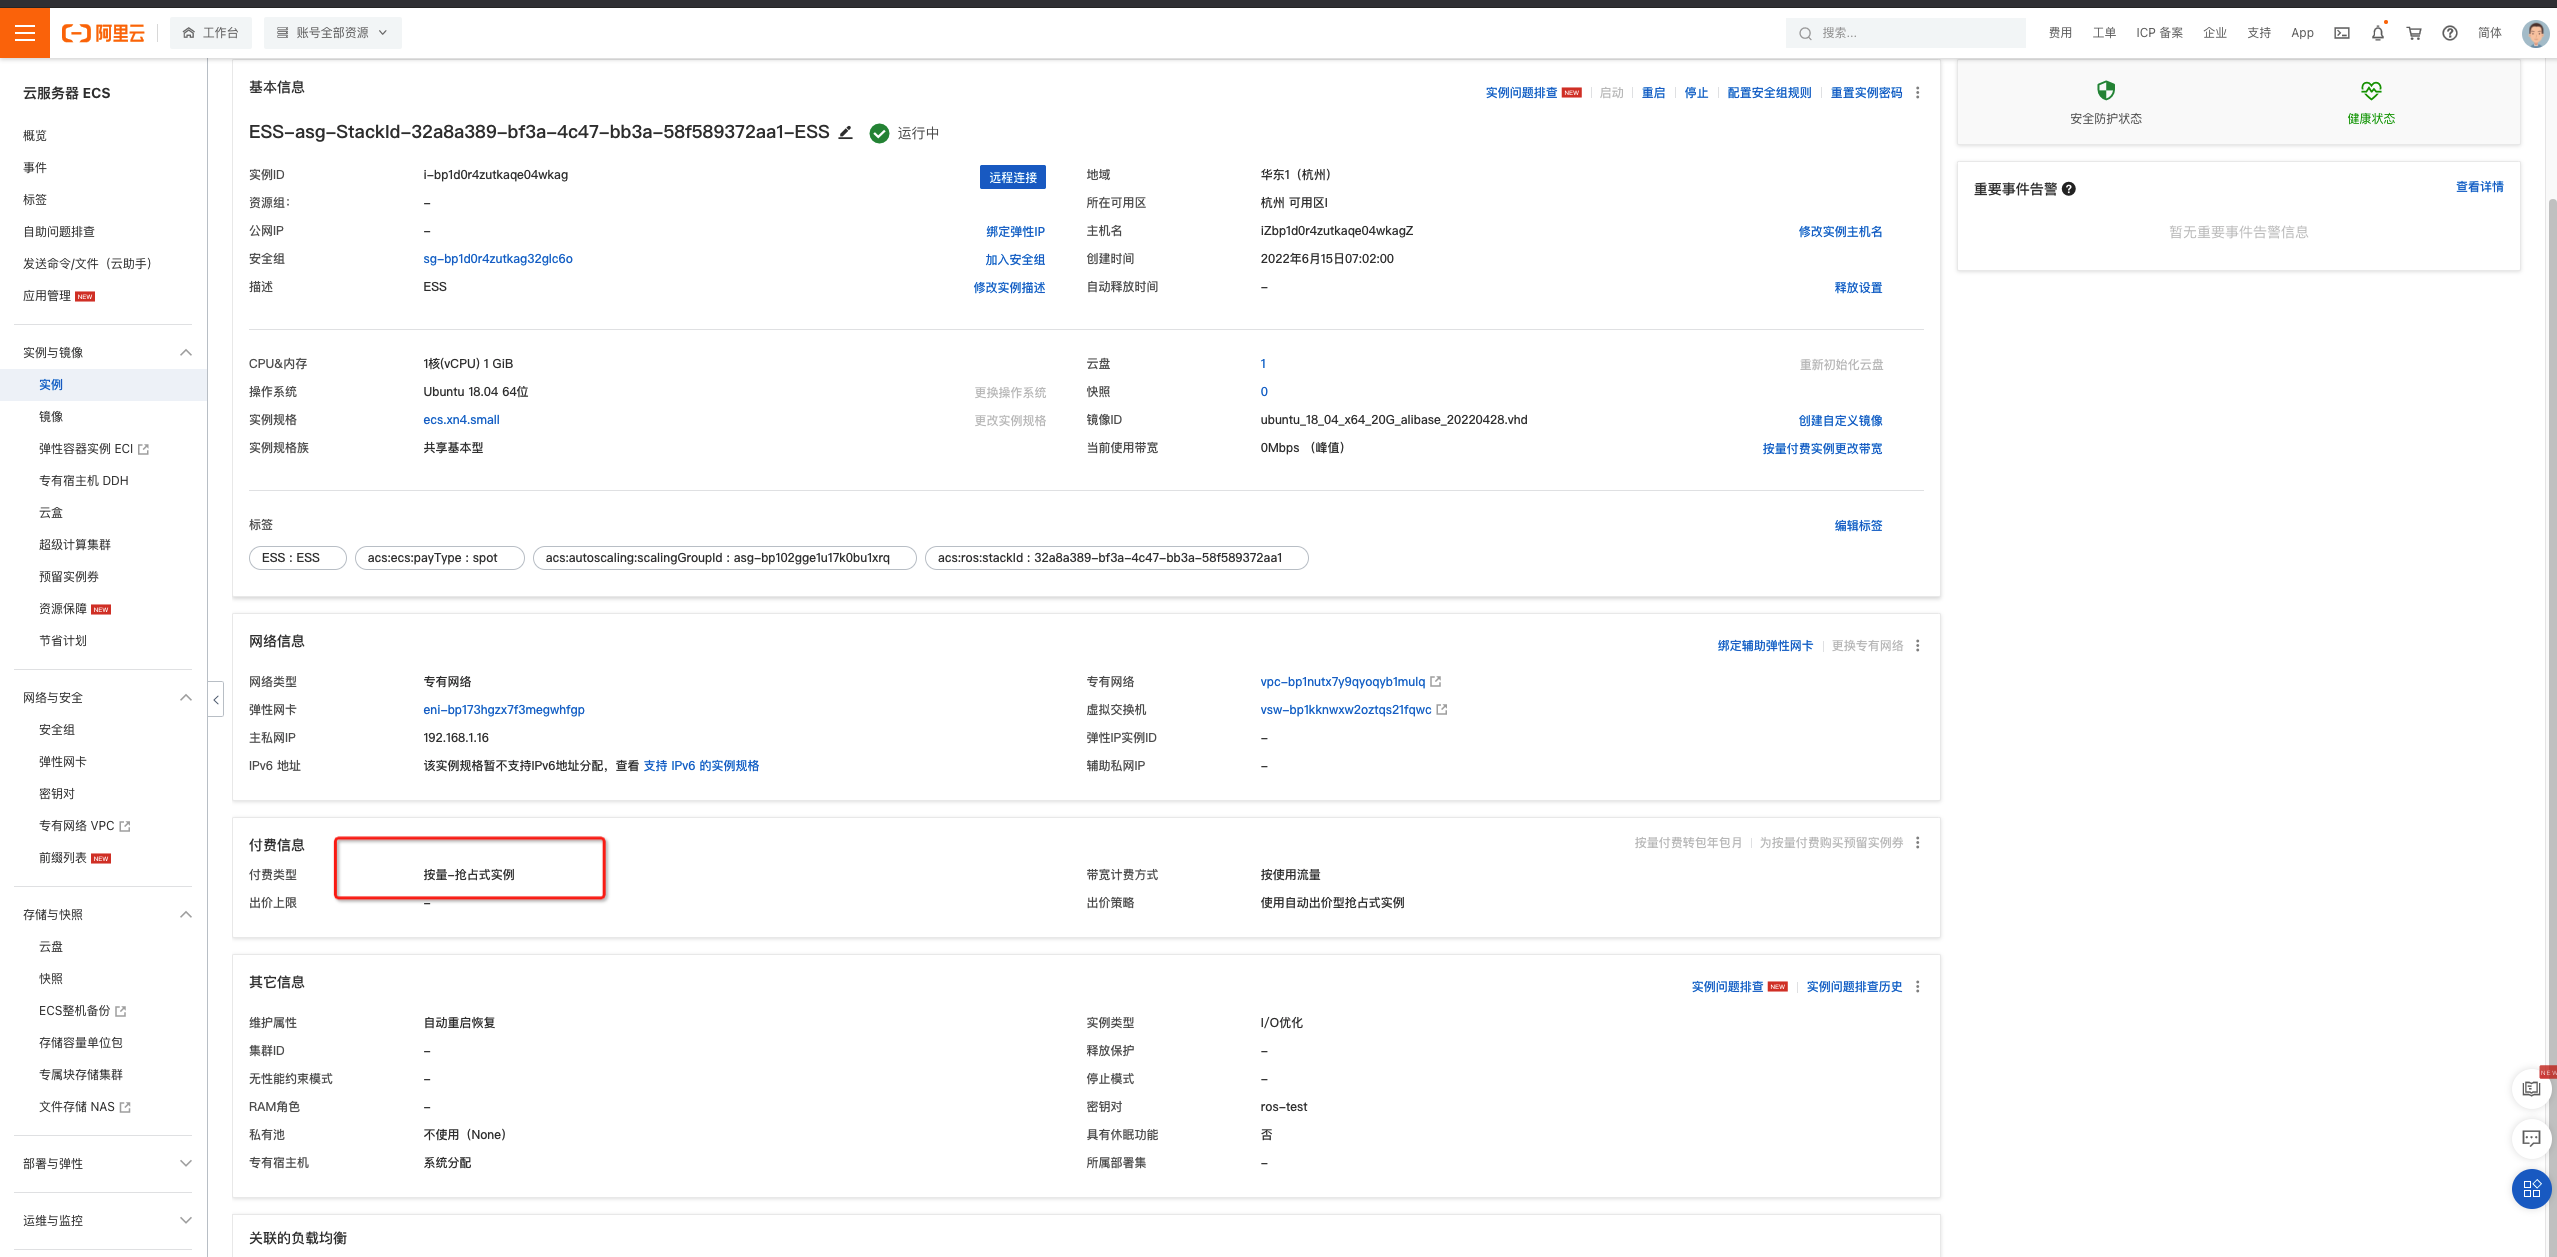 阿里云
工作台
账号全部资源
搜索...
费用
工单
ICP 备案
企业
支持
App
简体
云服务器 ECS
概览
事件
标签
自助问题排查
发送命令/文件（云助手）
应用管理 NEW
实例与镜像
实例
镜像
弹性容器实例 ECI
专有宿主机 DDH
云盒
超级计算集群
预留实例券
资源保障 NEW
节省计划
网络与安全
安全组
弹性网卡
密钥对
专有网络 VPC
前缀列表 NEW
存储与快照
云盘
快照
ECS整机备份
存储容量单位包
专属块存储集群
文件存储 NAS
部署与弹性
运维与监控
基本信息
实例问题排查 NEW 启动 重启 停止 配置安全组规则 重置实例密码
ESS-asg-StackId-32a8a389-bf3a-4c47-bb3a-58f589372aa1-ESS 运行中
实例ID i-bp1d0r4zutkaqe04wkag 远程连接 地域 华东1（杭州）
资源组: - 所在可用区 杭州 可用区I
公网IP - 绑定弹性IP 主机名 iZbp1d0r4zutkaqe04wkagZ 修改实例主机名
安全组 sg-bp1d0r4zutkag32glc6o 加入安全组 创建时间 2022年6月15日07:02:00
描述 ESS 修改实例描述 自动释放时间 - 释放设置
CPU&内存 1核(vCPU) 1 GiB 云盘 1 重新初始化云盘
操作系统 Ubuntu 18.04 64位 更换操作系统 快照 0
实例规格 ecs.xn4.small 更改实例规格 镜像ID ubuntu_18_04_x64_20G_alibase_20220428.vhd 创建自定义镜像
实例规格族 共享基本型 当前使用带宽 0Mbps （峰值） 按量付费实例更改带宽
标签 编辑标签
ESS : ESS acs:ecs:payType : spot acs:autoscaling:scalingGroupId : asg-bp102gge1u17k0bu1xrq acs:ros:stackId : 32a8a389-bf3a-4c47-bb3a-58f589372aa1
网络信息 绑定辅助弹性网卡 更换专有网络
网络类型 专有网络 专有网络 vpc-bp1nutx7y9qyoqyb1mulq
弹性网卡 eni-bp173hgzx7f3megwhfgp 虚拟交换机 vsw-bp1kknwxw2oztqs21fqwc
主私网IP 192.168.1.16 弹性IP实例ID -
IPv6 地址 该实例规格暂不支持IPv6地址分配，查看 支持 IPv6 的实例规格 辅助私网IP -
付费信息 按量付费转包年包月 为按量付费购买预留实例券
付费类型 按量-抢占式实例 带宽计费方式 按使用流量
出价上限 - 出价策略 使用自动出价型抢占式实例
其它信息 实例问题排查 NEW 实例问题排查历史
维护属性 自动重启恢复 实例类型 I/O优化
集群ID - 释放保护 -
无性能约束模式 - 停止模式 -
RAM角色 - 密钥对 ros-test
私有池 不使用（None） 具有休眠功能 否
专有宿主机 系统分配 所属部署集 -
关联的负载均衡
安全防护状态 健康状态
重要事件告警 查看详情
暂无重要事件告警信息
NEW